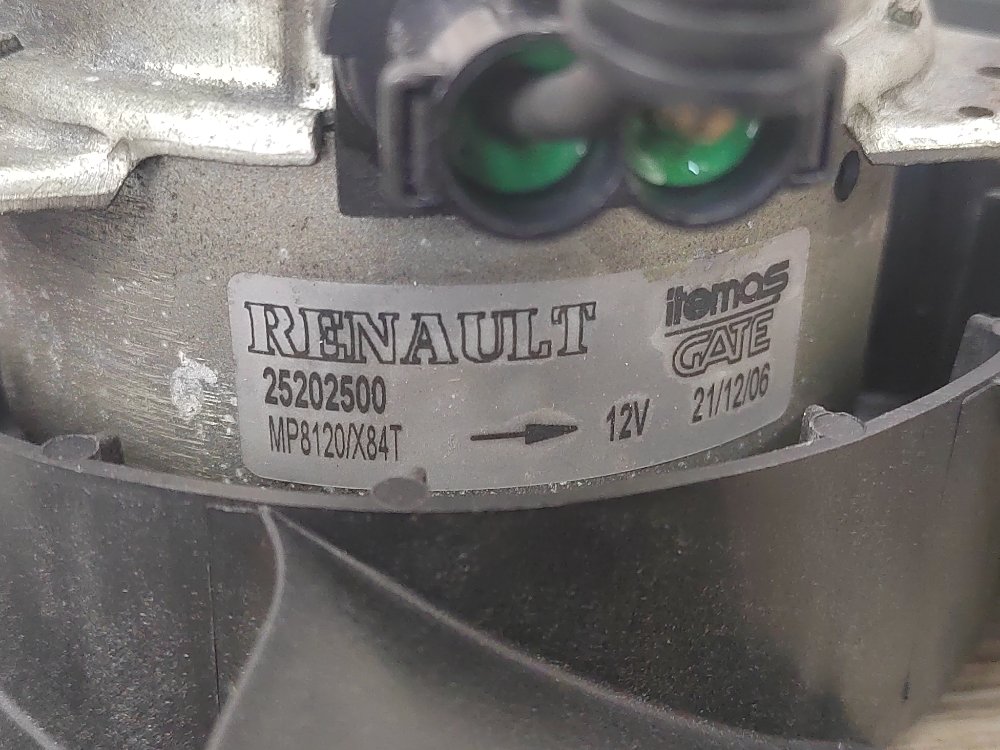 RENAULT
itemas
GATE
25202500
21/12/06
MP8120/X84T
12V